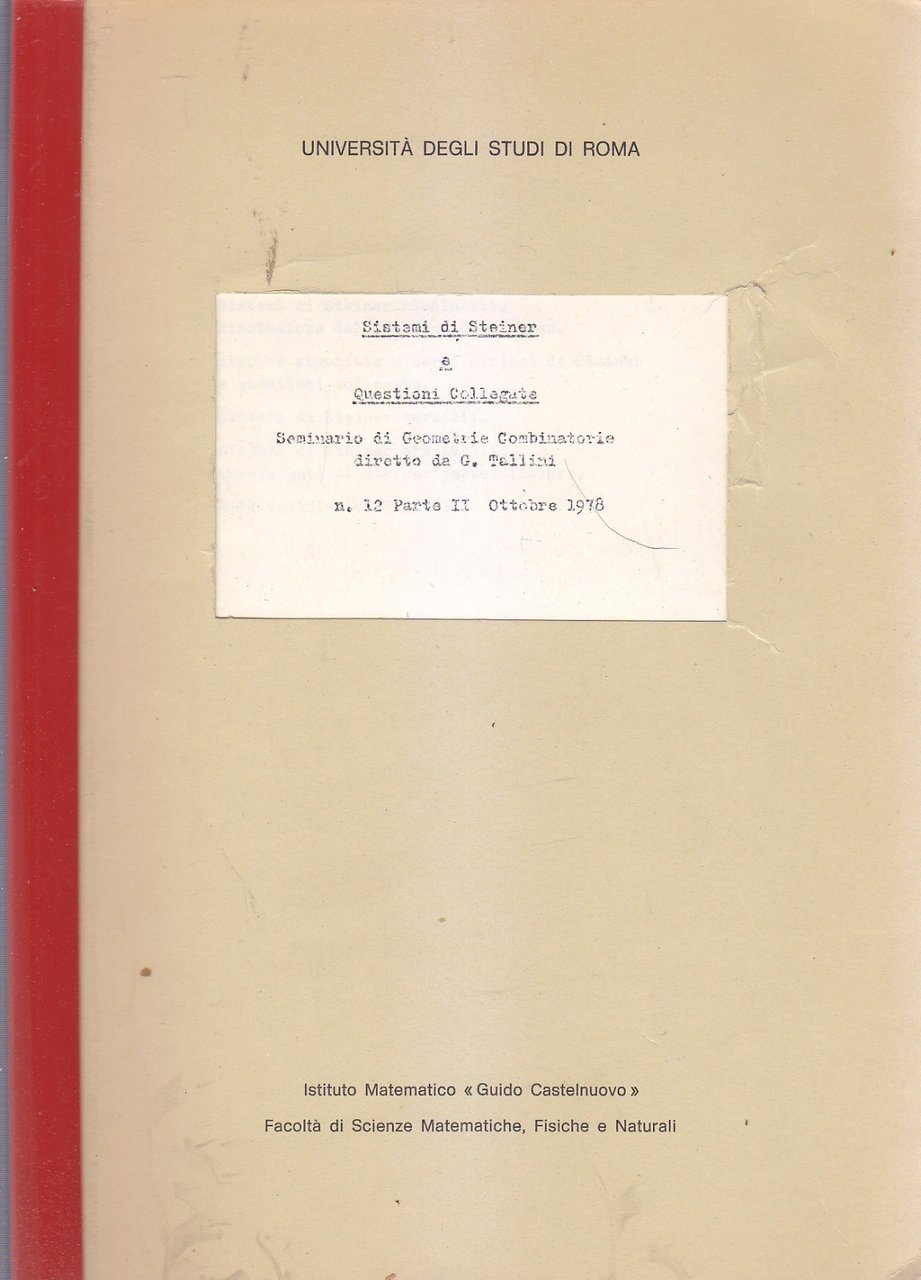 UNIVERSITÀ DEGLI STUDI DI ROMA
Sistemi di Steiner
e
Questioni Collegate
Seminario di Geometrie Combinatorie
diretto da G. Tallini
n. 12 Parte II Ottobre 1978
Istituto Matematico « Guido Castelnuovo »
Facoltà di Scienze Matematiche, Fisiche e Naturali